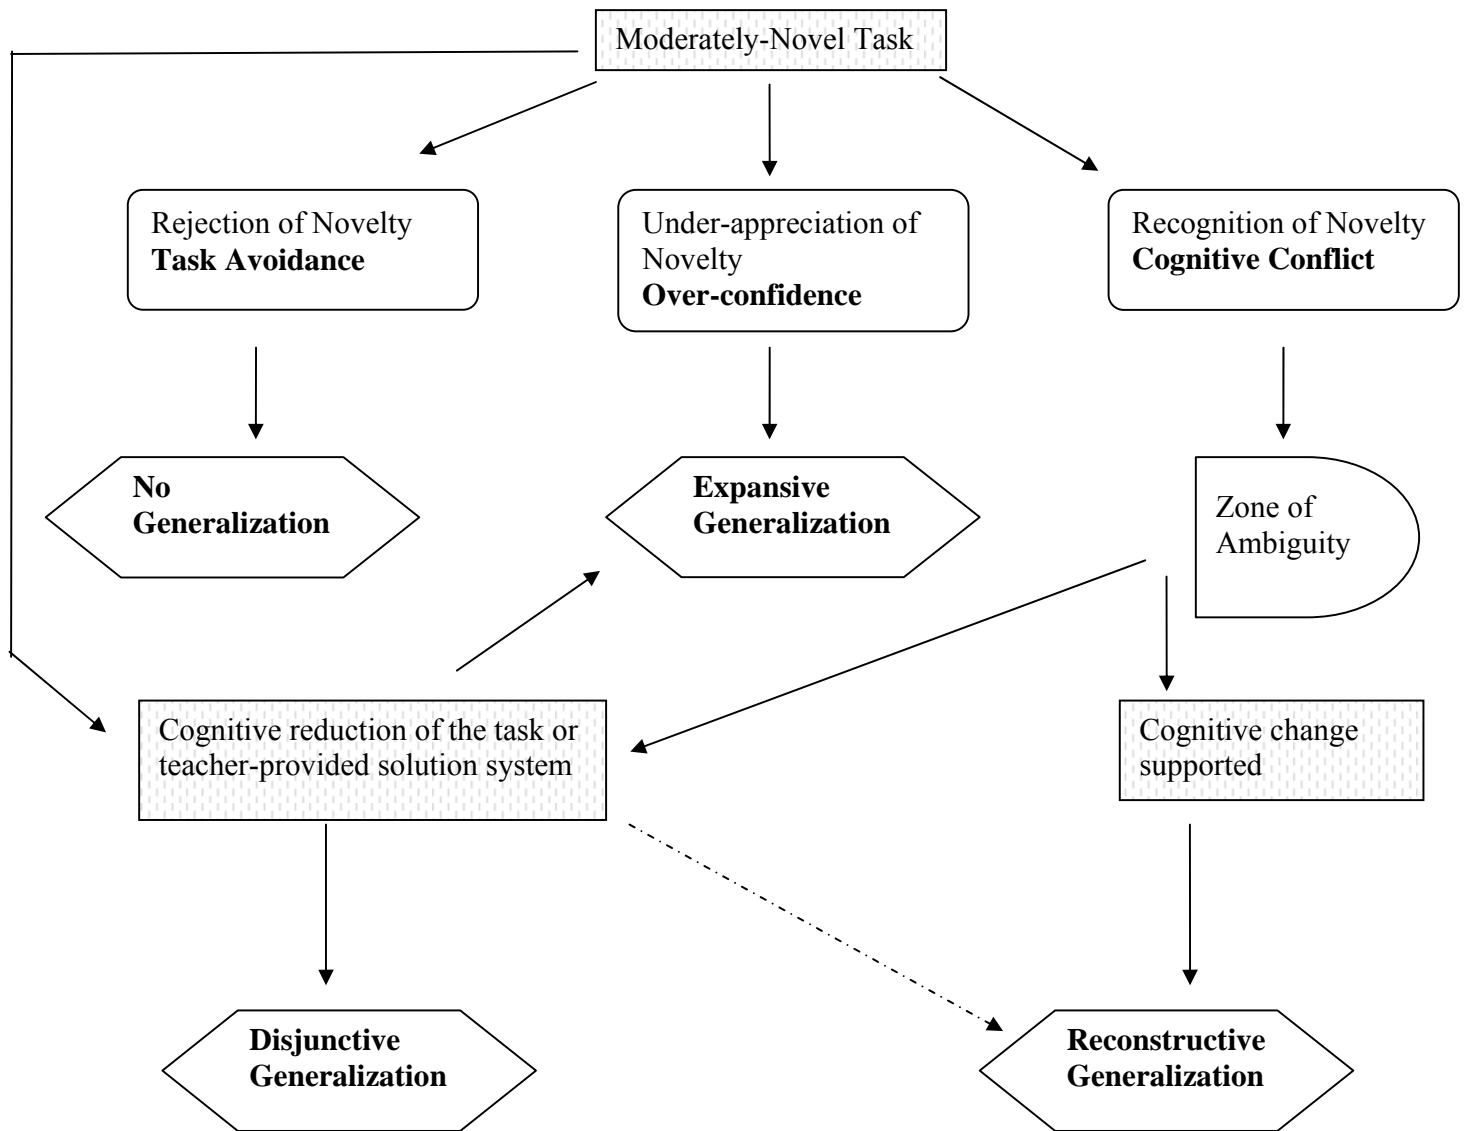 Moderately-Novel Task
Rejection of Novelty
Task Avoidance
Under-appreciation of
Novelty
Over-confidence
Recognition of Novelty
Cognitive Conflict
No
Generalization
Expansive
Generalization
Zone of
Ambiguity
Cognitive reduction of the task or
teacher-provided solution system
Cognitive change
supported
Disjunctive
Generalization
Reconstructive
Generalization